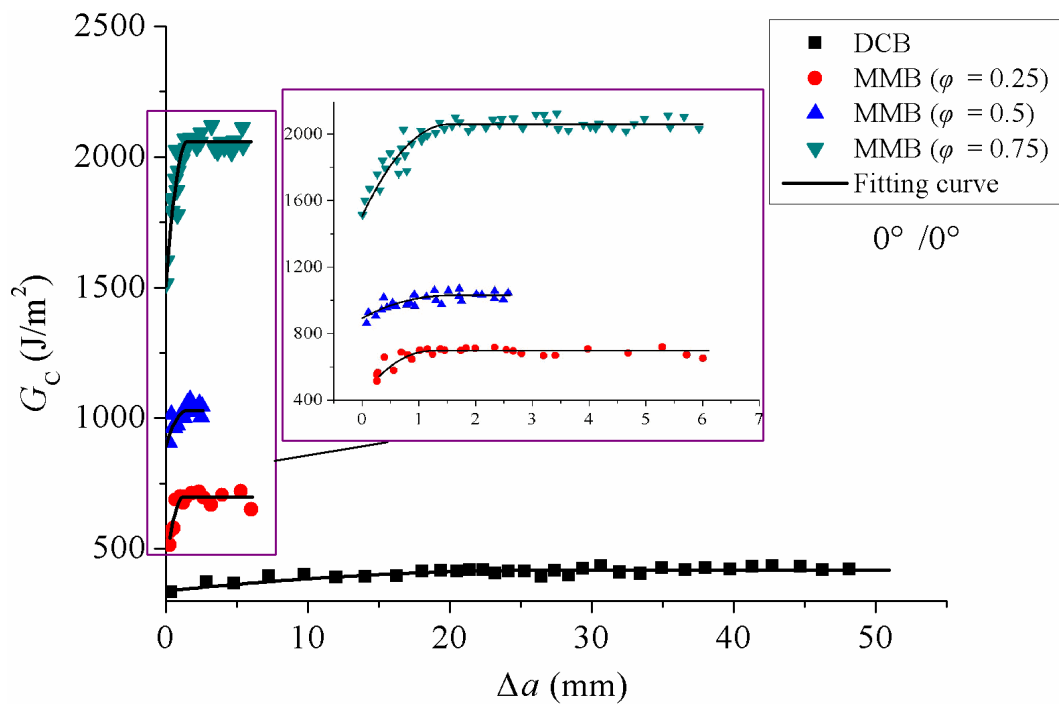 2500
2000
1500
1000
500
G_C (J/m²)
0 10 20 30 40 50
Δa (mm)
2000
1600
1200
800
400
0 1 2 3 4 5 6 7
DCB
MMB (φ = 0.25)
MMB (φ = 0.5)
MMB (φ = 0.75)
Fitting curve
0° /0°